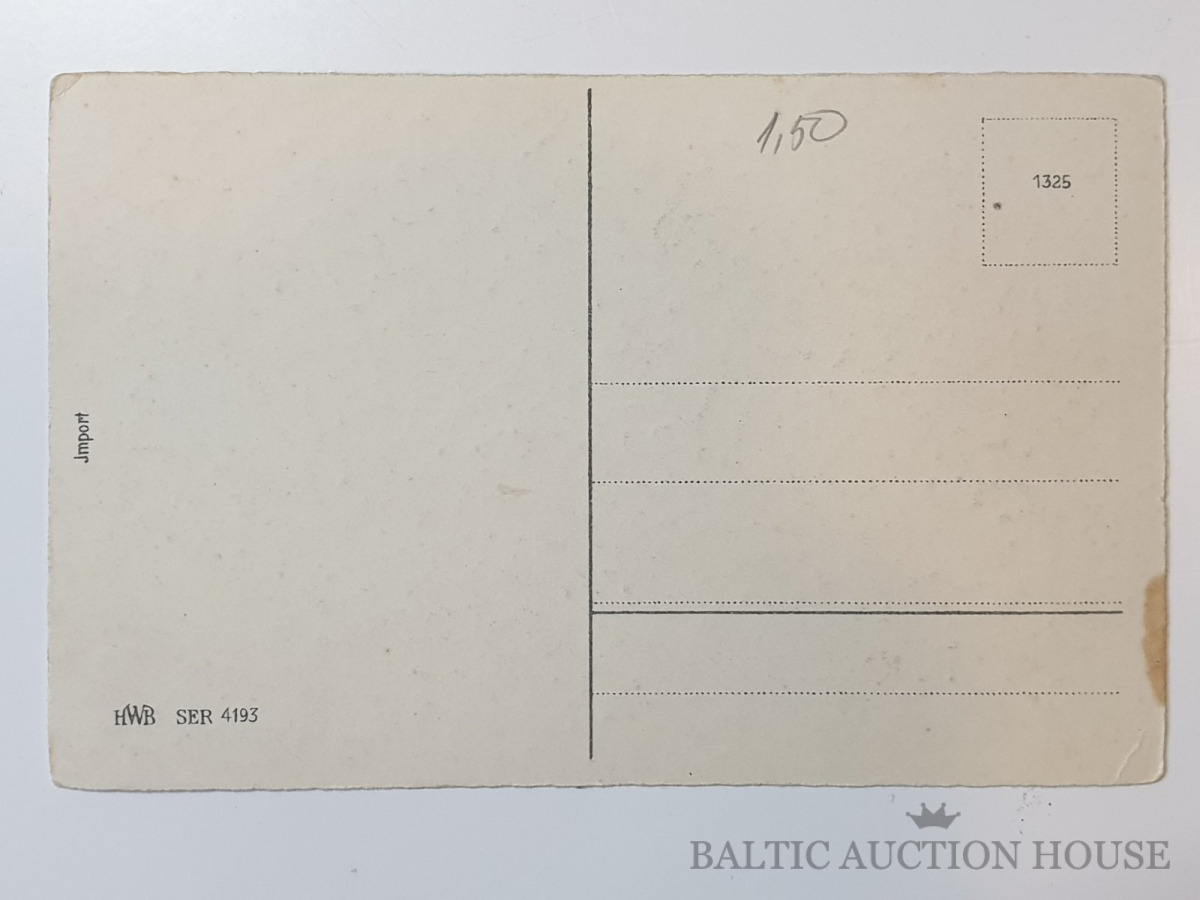 1,50
1325
Jmport
HWB SER 4193
BALTIC AUCTION HOUSE